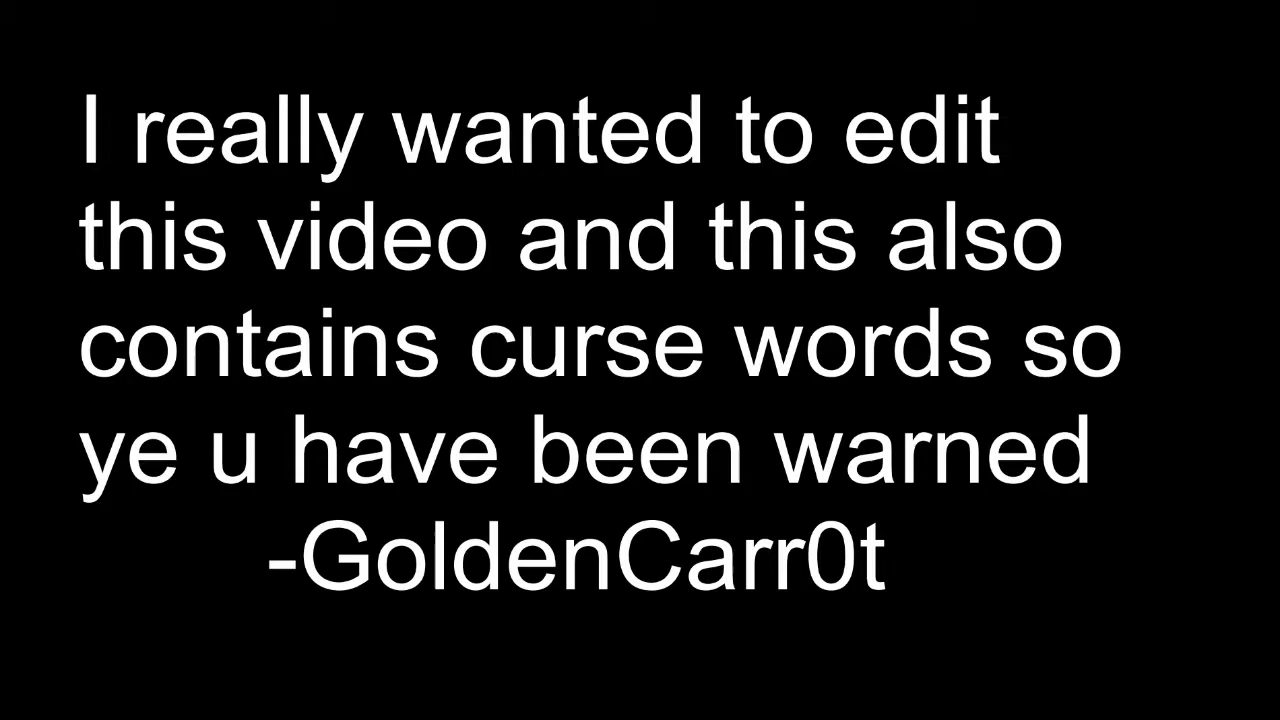 I really wanted to edit
this video and this also
contains curse words so
ye u have been warned
-GoldenCarr0t